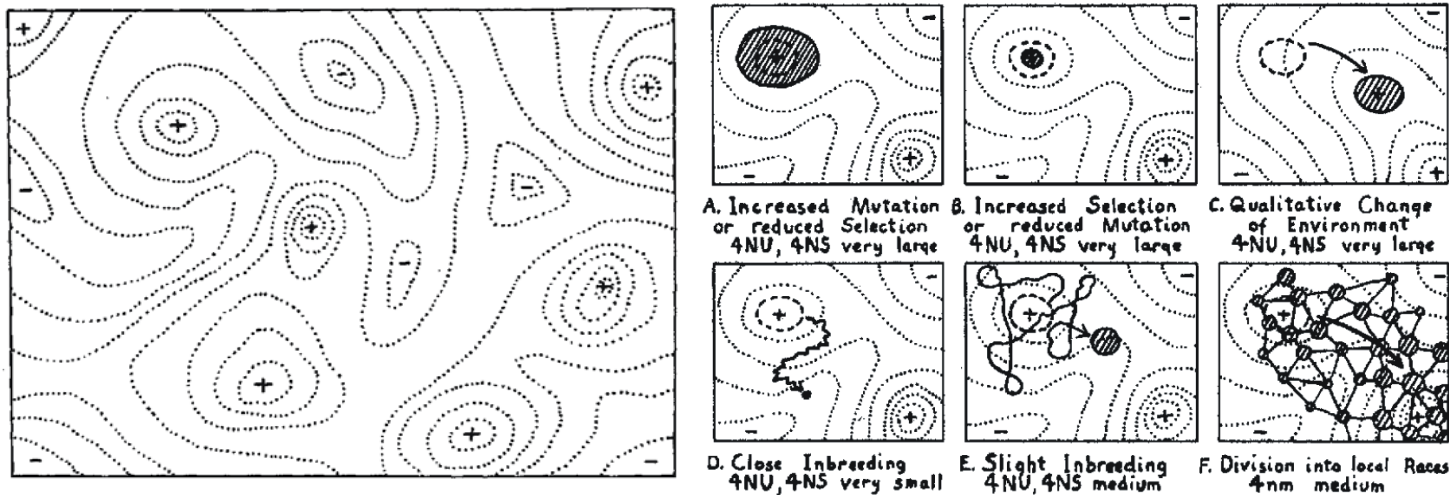 A. Increased Mutation
or reduced Selection
4NU, 4NS very large
B. Increased Selection
or reduced Mutation
4NU, 4NS very large
C. Qualitative Change
of Environment
4NU, 4NS very large
D. Close Inbreeding
4NU, 4NS very small
E. Slight Inbreeding
4NU, 4NS medium
F. Division into local Races
4nm medium